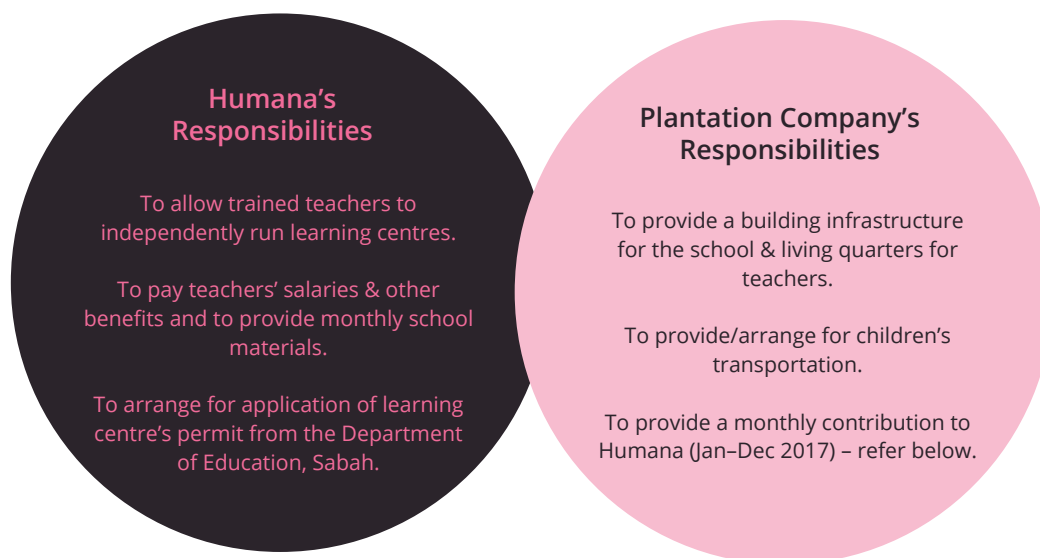 Humana’s
Responsibilities
To allow trained teachers to
independently run learning centres.
To pay teachers’ salaries & other
benefits and to provide monthly school
materials.
To arrange for application of learning
centre’s permit from the Department
of Education, Sabah.
Plantation Company’s
Responsibilities
To provide a building infrastructure
for the school & living quarters for
teachers.
To provide/arrange for children’s
transportation.
To provide a monthly contribution to
Humana (Jan–Dec 2017) – refer below.